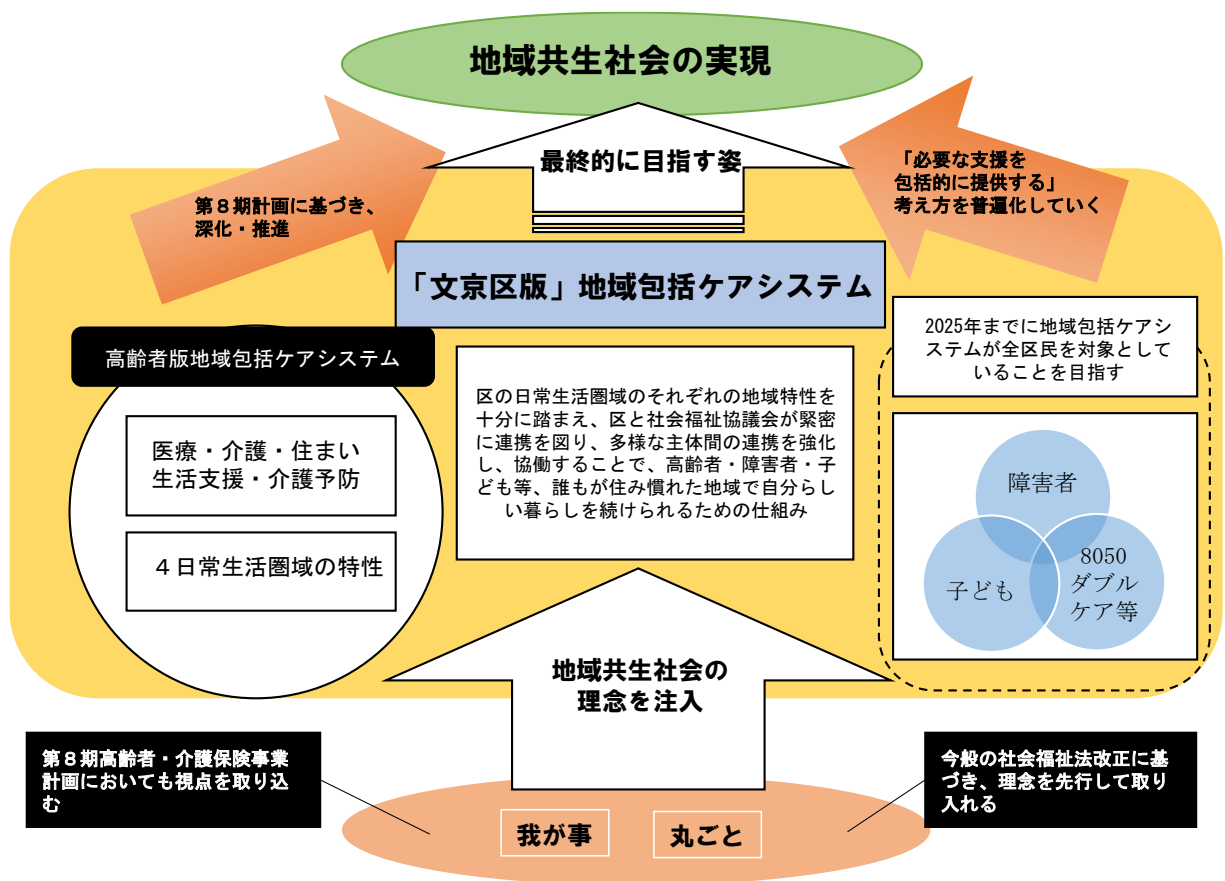 地域共生社会の実現
最終的に目指す姿
第８期計画に基づき、
深化・推進
「必要な支援を
包括的に提供する」
考え方を普遍化していく
「文京区版」地域包括ケアシステム
高齢者版地域包括ケアシステム
医療・介護・住まい
生活支援・介護予防
４日常生活圏域の特性
区の日常生活圏域のそれぞれの地域特性を
十分に踏まえ、区と社会福祉協議会が緊密
に連携を図り、多様な主体間の連携を強化
し、協働することで、高齢者・障害者・子
ども等、誰もが住み慣れた地域で自分らし
い暮らしを続けられるための仕組み
2025年までに地域包括ケアシ
ステムが全区民を対象として
いることを目指す
障害者
子ども
8050
ダブル
ケア等
地域共生社会の
理念を注入
第８期高齢者・介護保険事業
計画においても視点を取り込
む
今般の社会福祉法改正に基
づき、理念を先行して取り
入れる
我が事
丸ごと